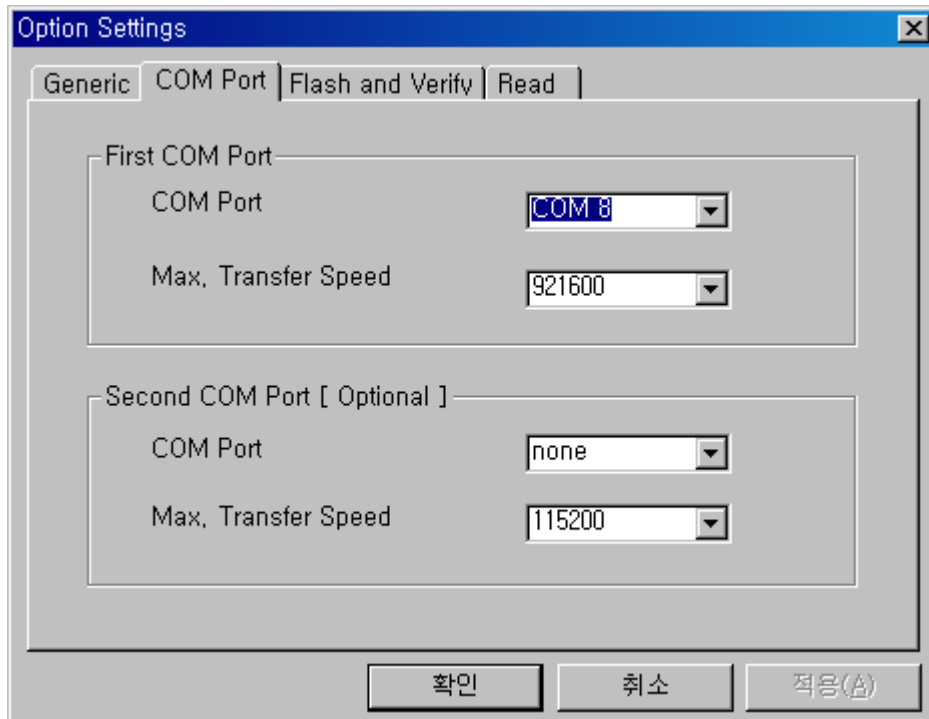 Option Settings
Generic COM Port Flash and Verify Read
First COM Port
COM Port COM 8
Max, Transfer Speed 921600
Second COM Port [ Optional ]
COM Port none
Max, Transfer Speed 115200
확인 취소 적용(A)